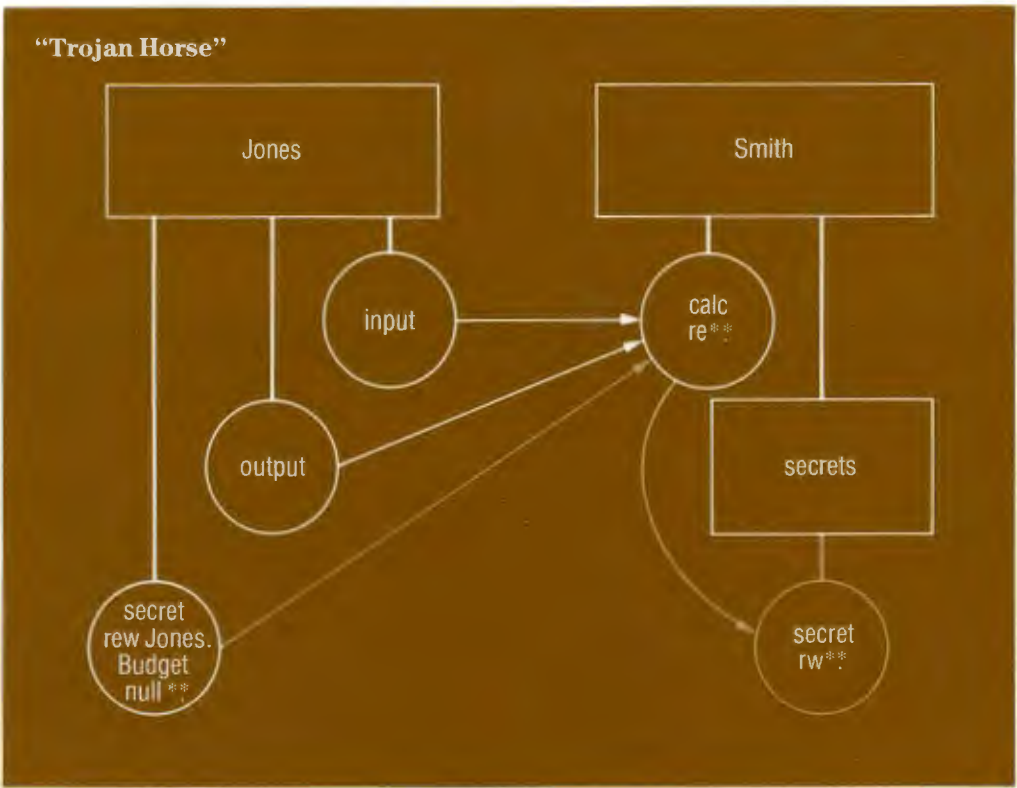 “Trojan Horse”
Jones
Smith
input
calc
re**.
output
secrets
secret
rew Jones.
Budget
null **.
secret
rw**.